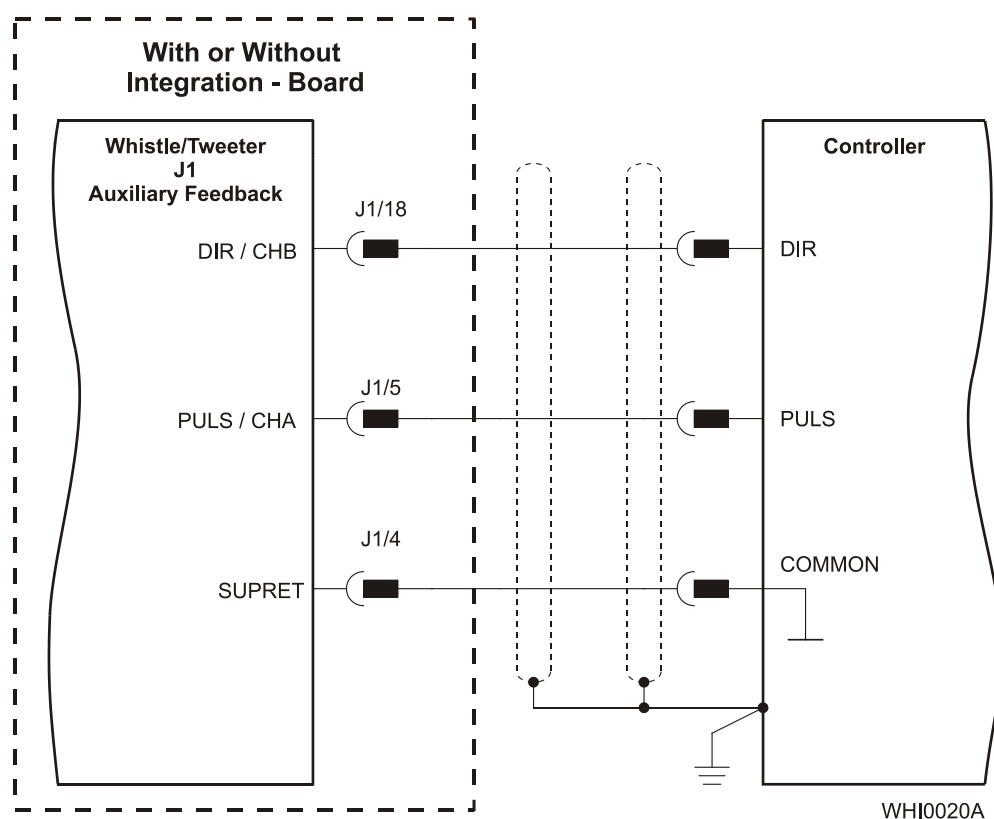 With or Without
Integration - Board
Whistle/Tweeter
J1
Auxiliary Feedback
Controller
J1/18
DIR / CHB
DIR
J1/5
PULS / CHA
PULS
J1/4
SUPRET
COMMON
WHI0020A